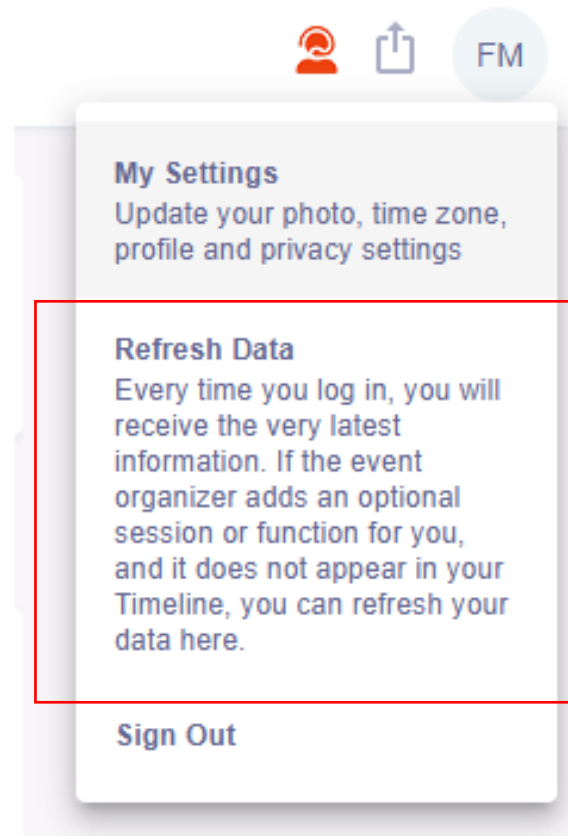 FM
My Settings
Update your photo, time zone,
profile and privacy settings
Refresh Data
Every time you log in, you will
receive the very latest
information. If the event
organizer adds an optional
session or function for you,
and it does not appear in your
Timeline, you can refresh your
data here.
Sign Out